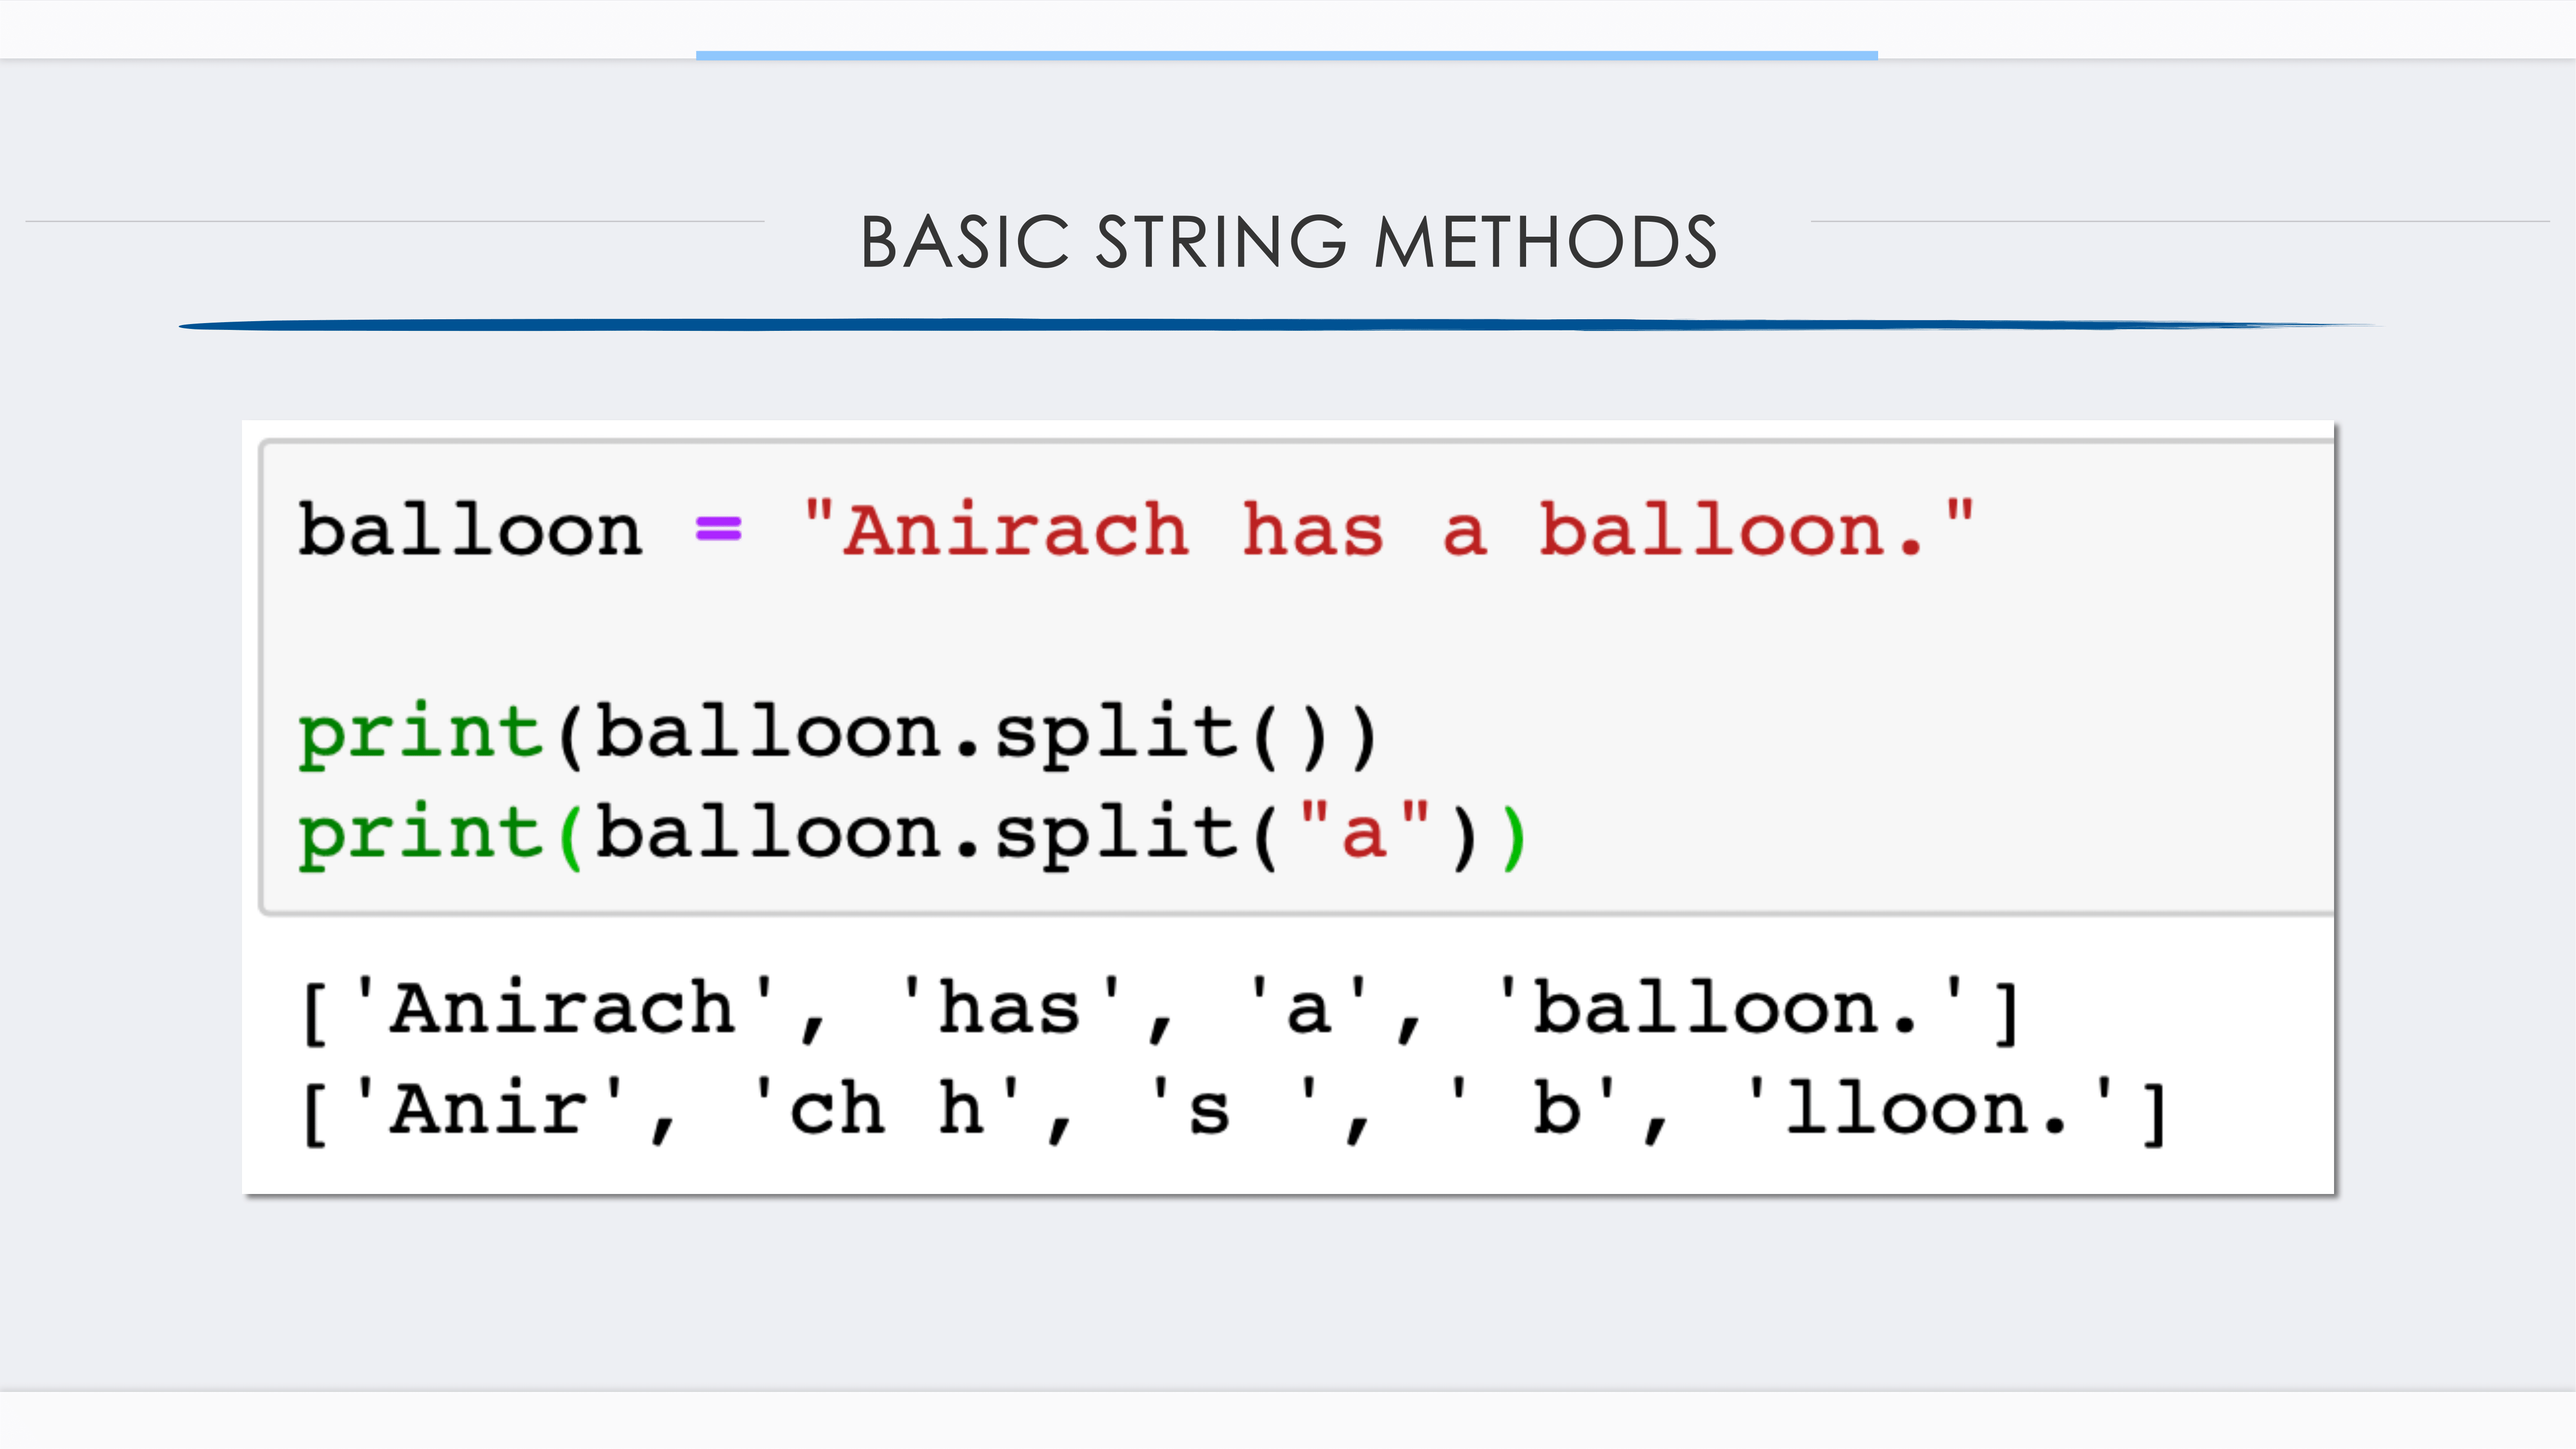 BASIC STRING METHODS
balloon = "Anirach has a balloon."
print(balloon.split())
print(balloon.split("a"))
['Anirach', 'has', 'a', 'balloon.']
['Anir', 'ch h', 's ', ' b', 'lloon.']